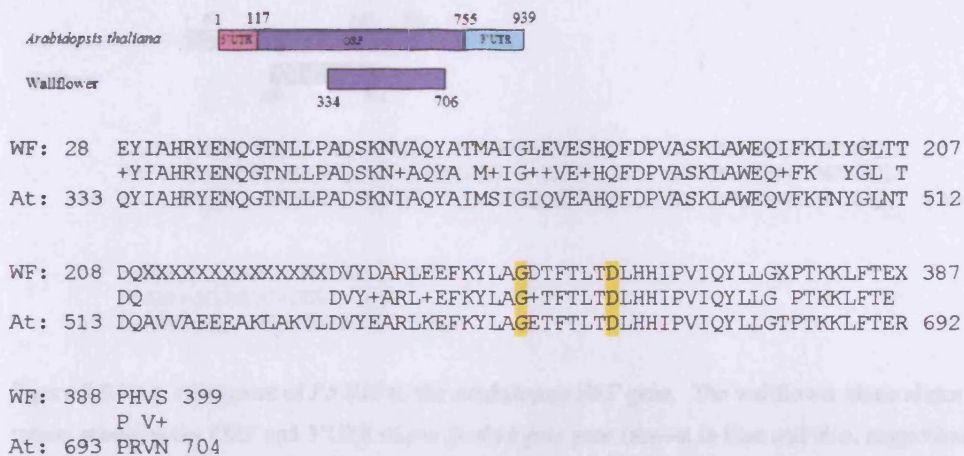 1 117 755 939
Arabidopsis thaliana 5'UTR ORF 3'UTR
Wallflower
334 706
WF: 28 EYIAHRYENQGTNLLPADSKNVAQYATMAIGLEVESHQFDPVASKLAWEQIFKLIYGLTT 207
+YIAHRYENQGTNLLPADSKN+AQYA M+IG++VE+HQFDPVASKLAWEQ+FK YGL T
At: 333 QYIAHRYENQGTNLLPADSKNIAQYAIMSIGIQVEAHQFDPVASKLAWEQVFKFNYGLNT 512
WF: 208 DQXXXXXXXXXXXXXXXDVYDARLEEFKYLAGDTFTLTDLHHIPVIQYLLGXPTKKLFTEX 387
DQ DVY+ARL+EFKYLAG+TFTLTDLHHIPVIQYLLG PTKKLFTE
At: 513 DQAVVAEEEAKLAKVLDVYEARLKEFKYLAGETFTLTDLHHIPVIQYLLGTPTKKLFTER 692
WF: 388 PHVS 399
P V+
At: 693 PRVN 704